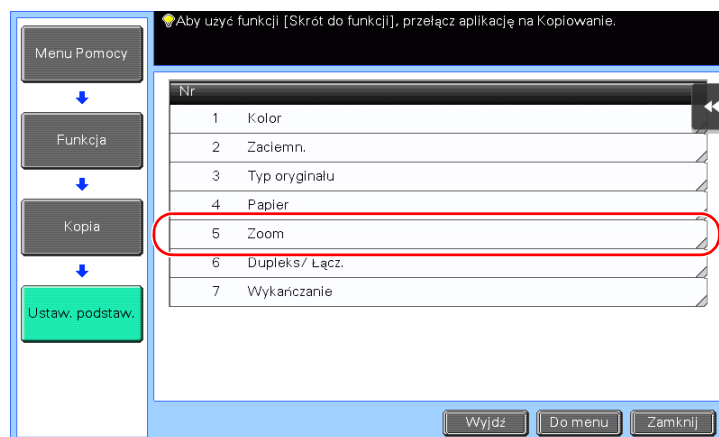 Aby użyć funkcji [Skrót do funkcji], przełącz aplikację na Kopiowanie.
Menu Pomocy
Funkcja
Kopia
Ustaw. podstaw.
Nr
1 Kolor
2 Zaciemn.
3 Typ oryginału
4 Papier
5 Zoom
6 Dupleks/ Łącz.
7 Wykańczanie
Wyjdź Do menu Zamknij